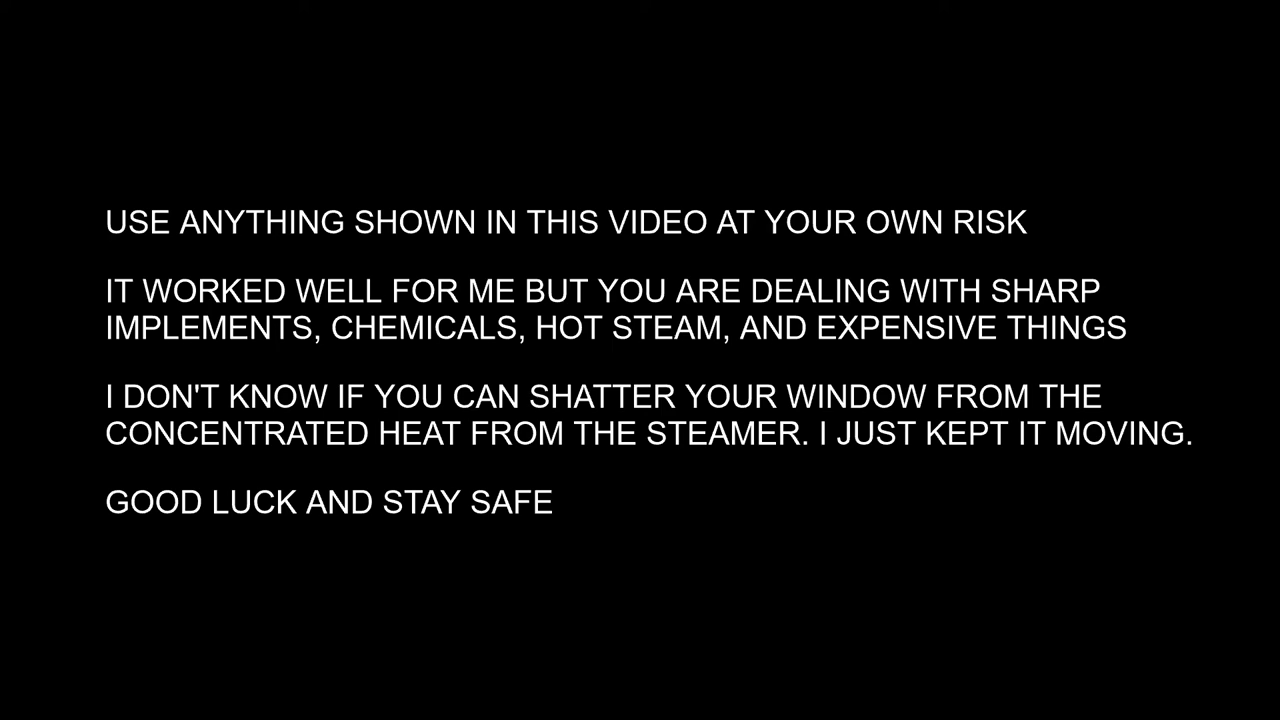 USE ANYTHING SHOWN IN THIS VIDEO AT YOUR OWN RISK
IT WORKED WELL FOR ME BUT YOU ARE DEALING WITH SHARP
IMPLEMENTS, CHEMICALS, HOT STEAM, AND EXPENSIVE THINGS
I DON'T KNOW IF YOU CAN SHATTER YOUR WINDOW FROM THE
CONCENTRATED HEAT FROM THE STEAMER. I JUST KEPT IT MOVING.
GOOD LUCK AND STAY SAFE